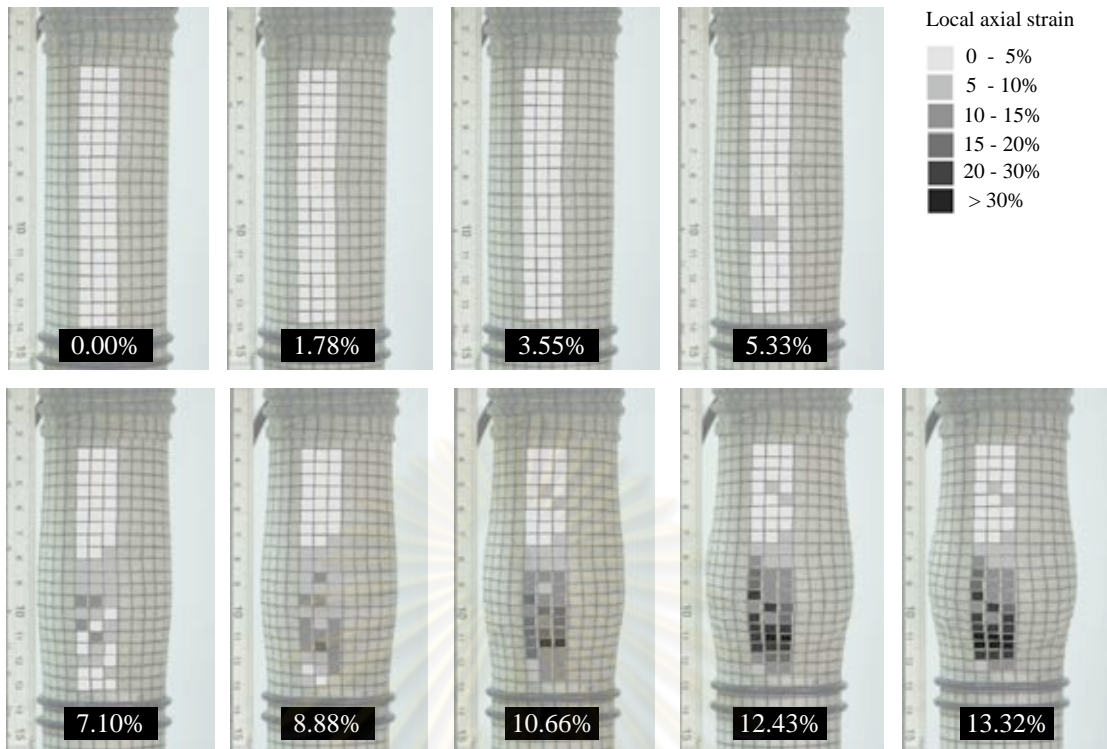 Local axial strain
0 - 5%
5 - 10%
10 - 15%
15 - 20%
20 - 30%
> 30%
0.00%
1.78%
3.55%
5.33%
7.10%
8.88%
10.66%
12.43%
13.32%